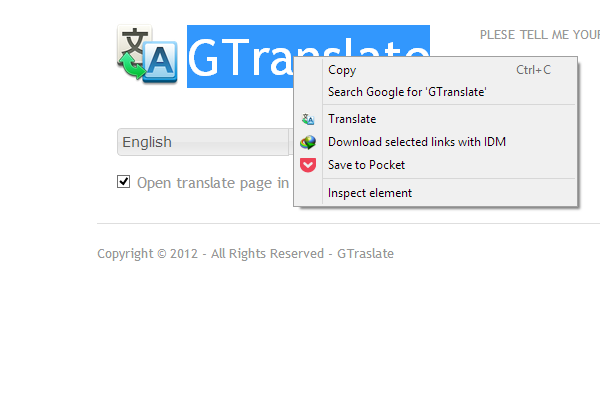 文 A
GTranslate
PLESE TELL ME YOUR
Copy Ctrl+C
Search Google for 'GTranslate'
Translate
Download selected links with IDM
Save to Pocket
Inspect element
English
Open translate page in
Copyright © 2012 - All Rights Reserved - GTraslate